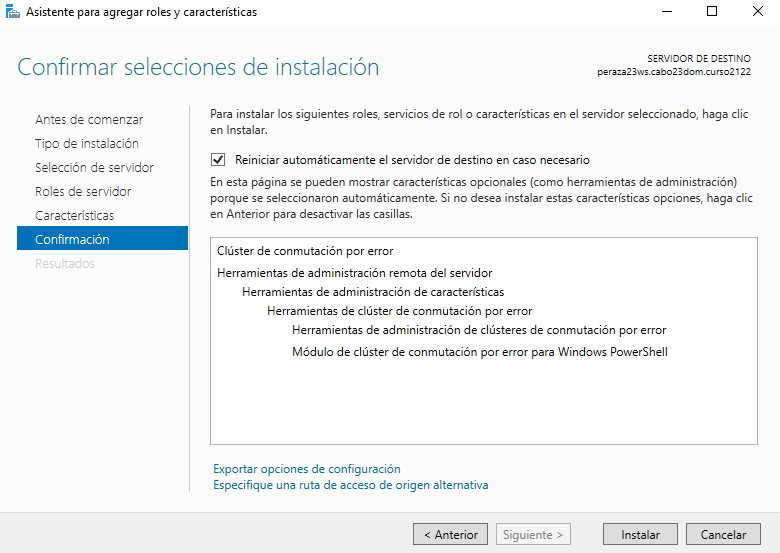 Asistente para agregar roles y características
Confirmar selecciones de instalación
SERVIDOR DE DESTINO
peraza23ws.cabo23dom.curso2122
Antes de comenzar
Tipo de instalación
Selección de servidor
Roles de servidor
Características
Confirmación
Resultados
Para instalar los siguientes roles, servicios de rol o características en el servidor seleccionado, haga clic
en Instalar.
Reiniciar automáticamente el servidor de destino en caso necesario
En esta página se pueden mostrar características opcionales (como herramientas de administración)
porque se seleccionaron automáticamente. Si no desea instalar estas características opciones, haga clic
en Anterior para desactivar las casillas.
Clúster de conmutación por error
Herramientas de administración remota del servidor
Herramientas de administración de características
Herramientas de clúster de conmutación por error
Herramientas de administración de clústeres de conmutación por error
Módulo de clúster de conmutación por error para Windows PowerShell
Exportar opciones de configuración
Especifique una ruta de acceso de origen alternativa
< Anterior
Siguiente >
Instalar
Cancelar